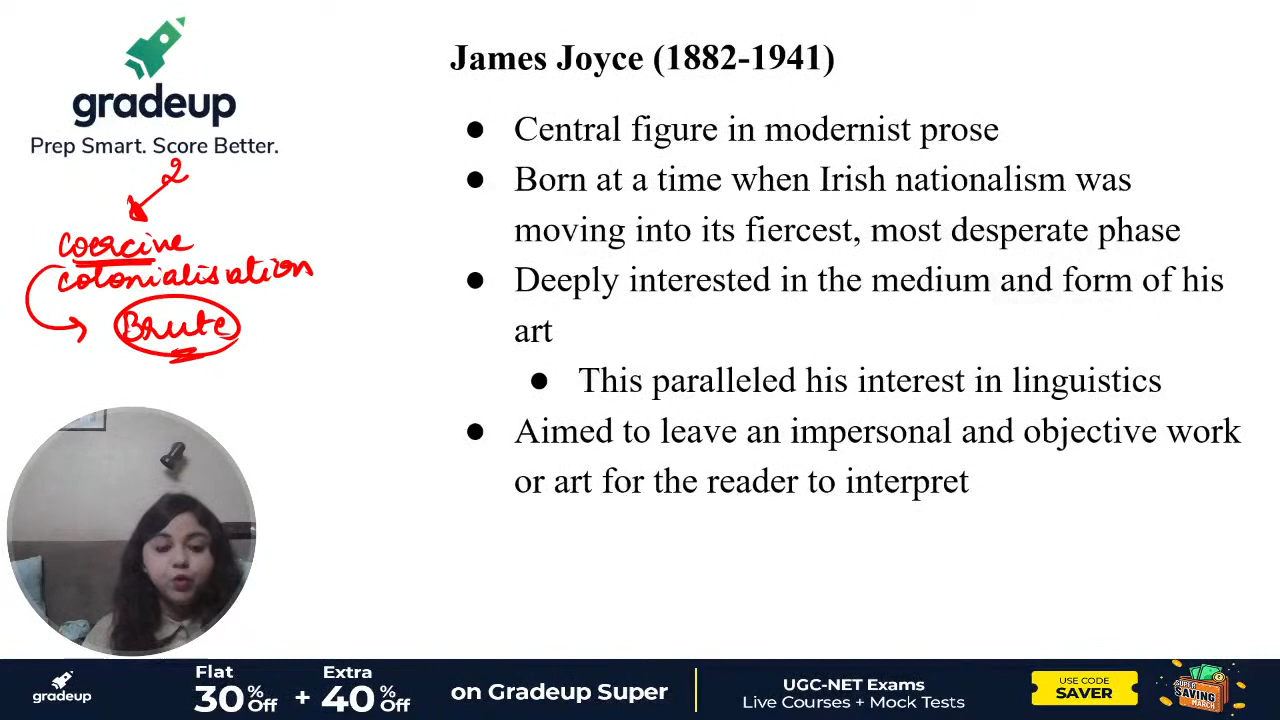 gradeup
Prep Smart. Score Better.
2
coercive
colonialisation
Brute
James Joyce (1882-1941)
● Central figure in modernist prose
● Born at a time when Irish nationalism was
moving into its fiercest, most desperate phase
● Deeply interested in the medium and form of his
art
● This paralleled his interest in linguistics
● Aimed to leave an impersonal and objective work
or art for the reader to interpret
gradeup
Flat 30% Off + Extra 40% Off
on Gradeup Super
UGC-NET Exams
Live Courses + Mock Tests
USE CODE
SAVER
SUPER
SAVING
MARCH